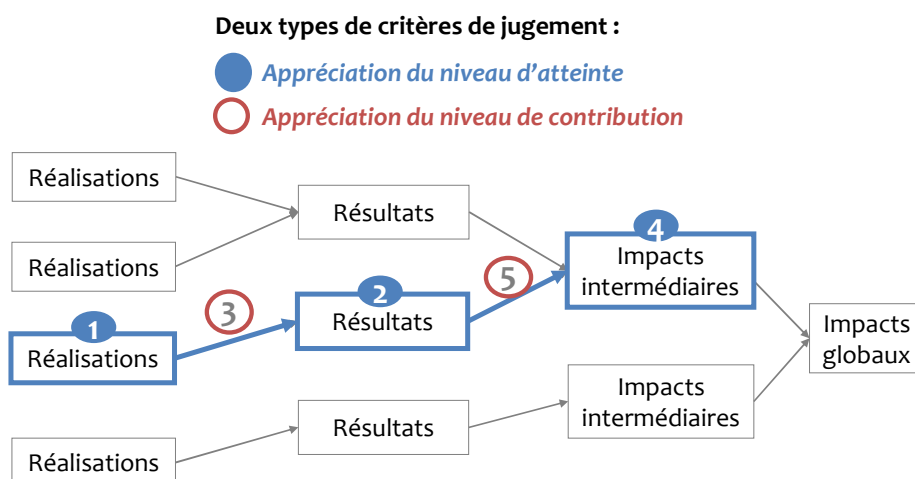 Deux types de critères de jugement :
Appréciation du niveau d'atteinte
Appréciation du niveau de contribution
Réalisations
Résultats
Réalisations
4
Impacts
intermédiaires
5
2
Résultats
3
1
Réalisations
Impacts
globaux
Impacts
intermédiaires
Résultats
Réalisations